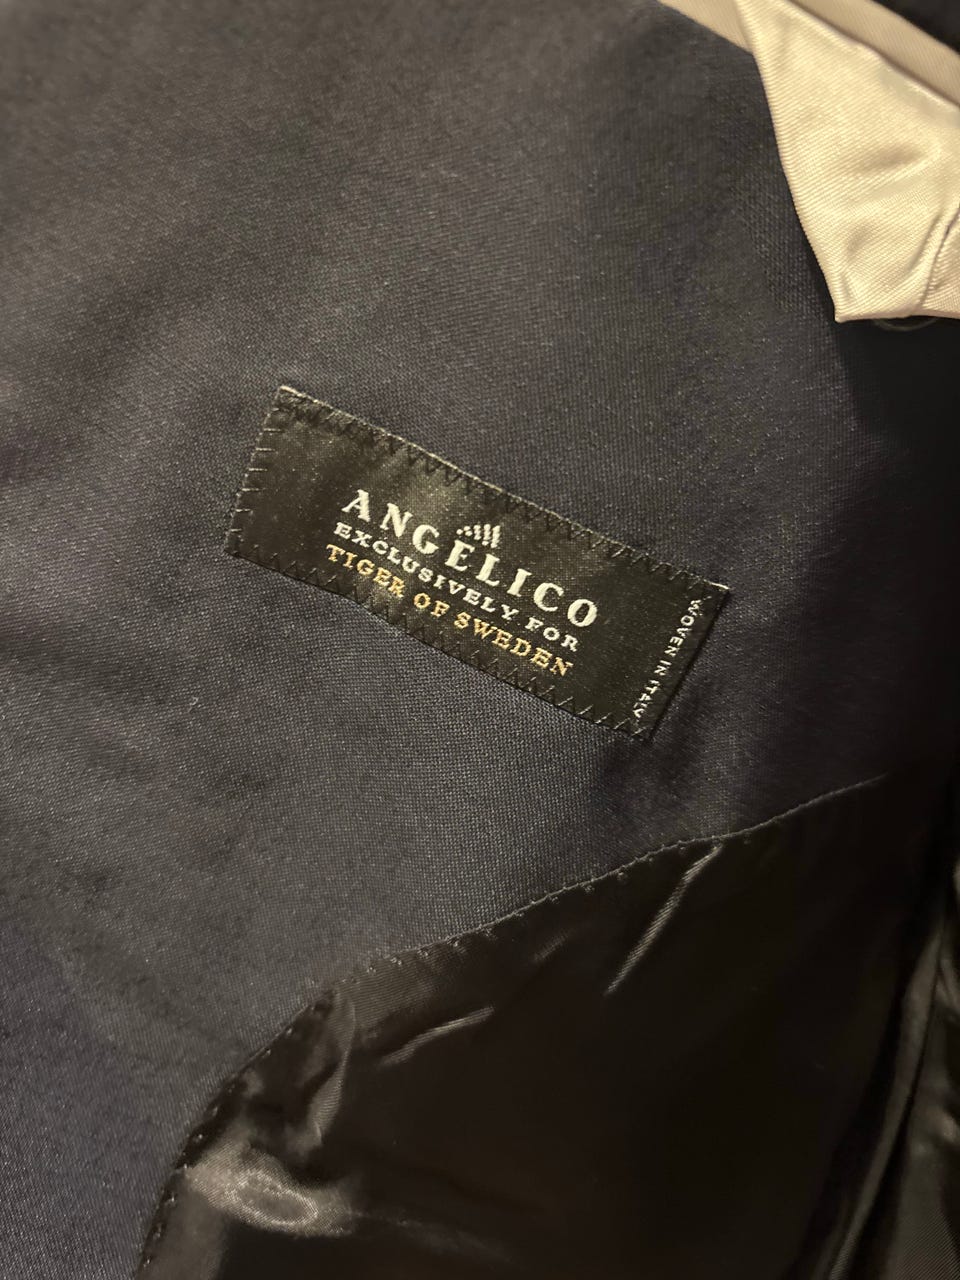 ANGELICO
EXCLUSIVELY FOR
TIGER OF SWEDEN
WOVEN IN ITALY